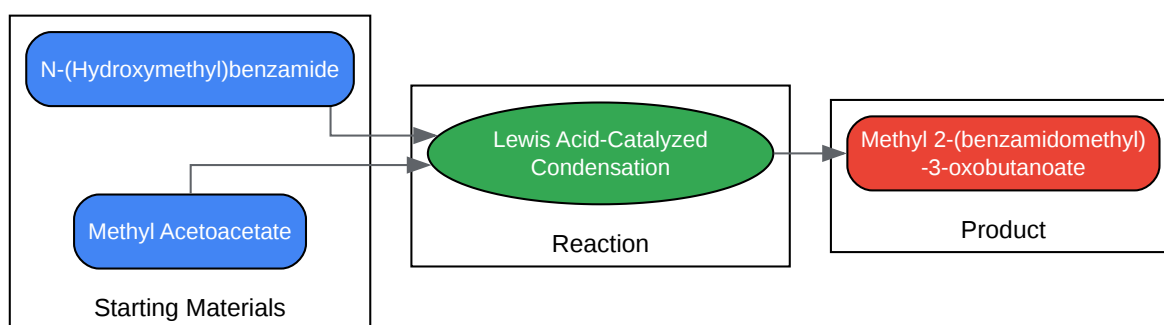 N-(Hydroxymethyl)benzamide
Methyl Acetoacetate
Starting Materials
Lewis Acid-Catalyzed
Condensation
Reaction
Methyl 2-(benzamidomethyl)
-3-oxobutanoate
Product